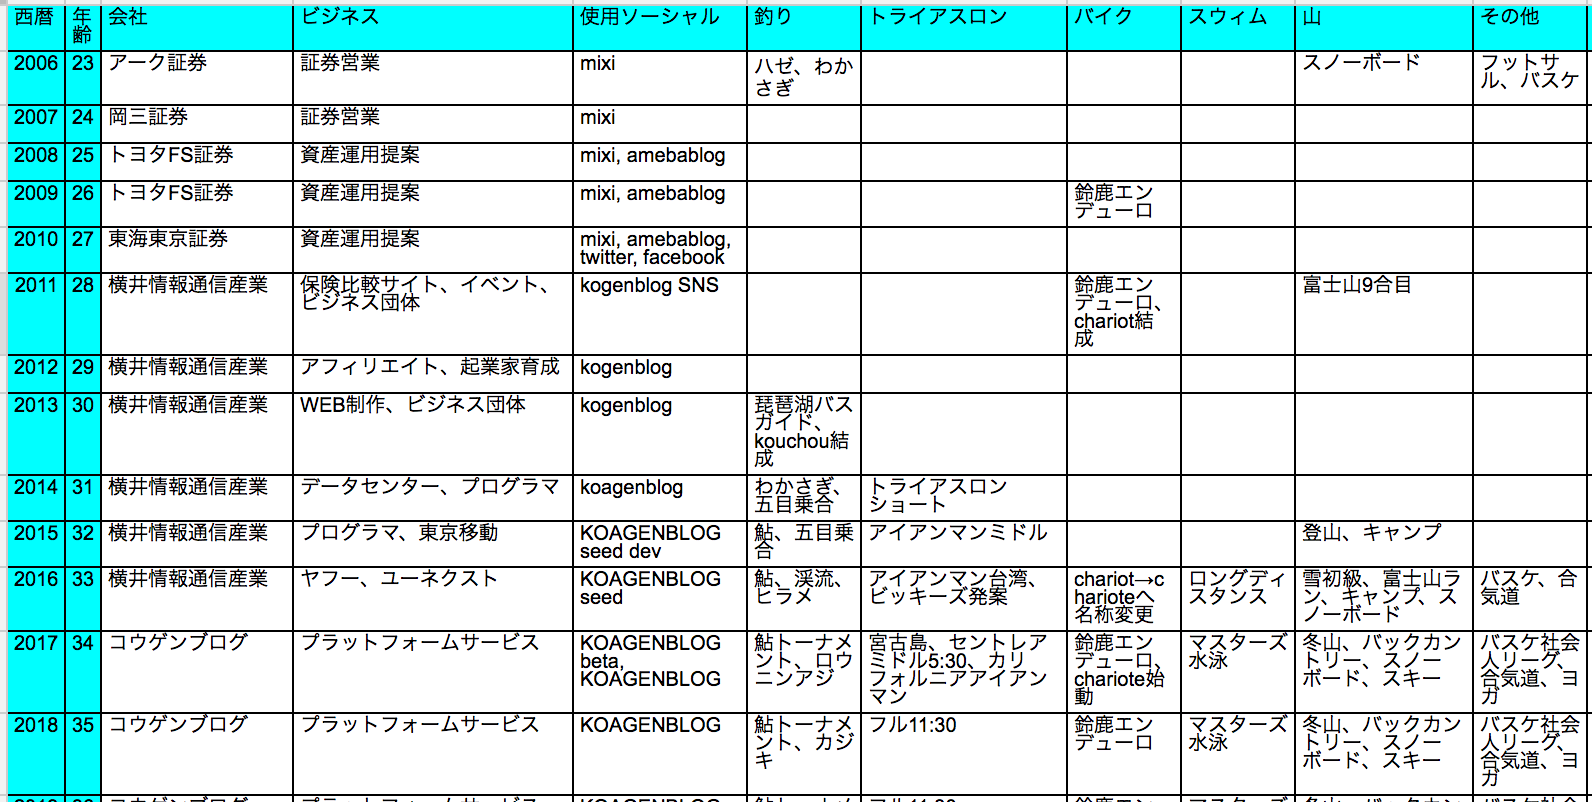 西暦 年齢 会社 ビジネス 使用ソーシャル 釣り トライアスロン バイク スウィム 山 その他
2006 23 アーク証券 証券営業 mixi ハゼ、わか スノーボード フットサ
さぎ ル、バスケ
2007 24 岡三証券 証券営業 mixi
2008 25 トヨタFS証券 資産運用提案 mixi, amebablog
2009 26 トヨタFS証券 資産運用提案 mixi, amebablog 鈴鹿エン
デューロ
2010 27 東海東京証券 資産運用提案 mixi, amebablog,
twitter, facebook
2011 28 横井情報通信産業 保険比較サイト、イベント、 kogenblog SNS 鈴鹿エン 富士山9合目
ビジネス団体 デューロ、
chariot結
成
2012 29 横井情報通信産業 アフィリエイト、起業家育成 kogenblog
2013 30 横井情報通信産業 WEB制作、ビジネス団体 kogenblog 琵琶湖バス
ガイド、
kouchou結
成
2014 31 横井情報通信産業 データセンター、プログラマ koagenblog わかさぎ、 トライアスロン
五目乗合 ショート
2015 32 横井情報通信産業 プログラマ、東京移動 KOAGENBLOG 鮎、五目乗 アイアンマンミドル 登山、キャンプ
seed dev 合
2016 33 横井情報通信産業 ヤフー、ユーネクスト KOAGENBLOG 鮎、渓流、 アイアンマン台湾、 chariot→c ロングディ 雪初級、富士山ラ バスケ、合
seed ヒラメ ビッキーズ発案 harioteへ スタンス ン、キャンプ、ス 気道
名称変更 ノーボード
2017 34 コウゲンブログ プラットフォームサービス KOAGENBLOG 鮎トーナメ 宮古島、セントレア 鈴鹿エン マスターズ 冬山、バックカン バスケ社会
beta, ント、ロウ ミドル5:30、カリ デューロ、 水泳 トリー、スノー 人リーグ、
KOAGENBLOG ニンアジ フォルニアアイアン chariote始 ボード、スキー 合気道、ヨ
マン 動 ガ
2018 35 コウゲンブログ プラットフォームサービス KOAGENBLOG 鮎トーナメ フル11:30 鈴鹿エン マスターズ 冬山、バックカン バスケ社会
ント、カジ デューロ 水泳 トリー、スノー 人リーグ、
キ ボード、スキー 合気道、ヨ
ガ